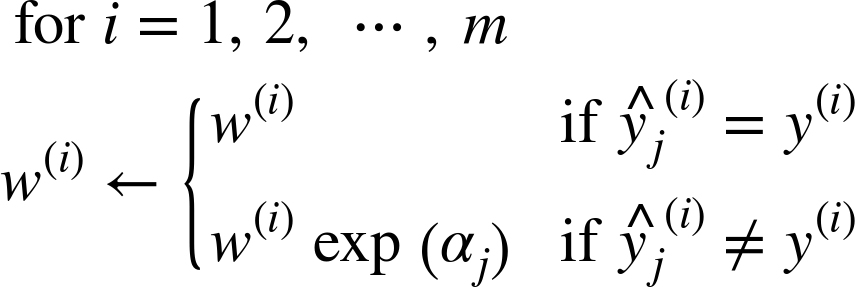 for i = 1, 2, ⋯ , m
w^(i) ← { w^(i) if ŷ_j^(i) = y^(i)
w^(i) exp (α_j) if ŷ_j^(i) ≠ y^(i)